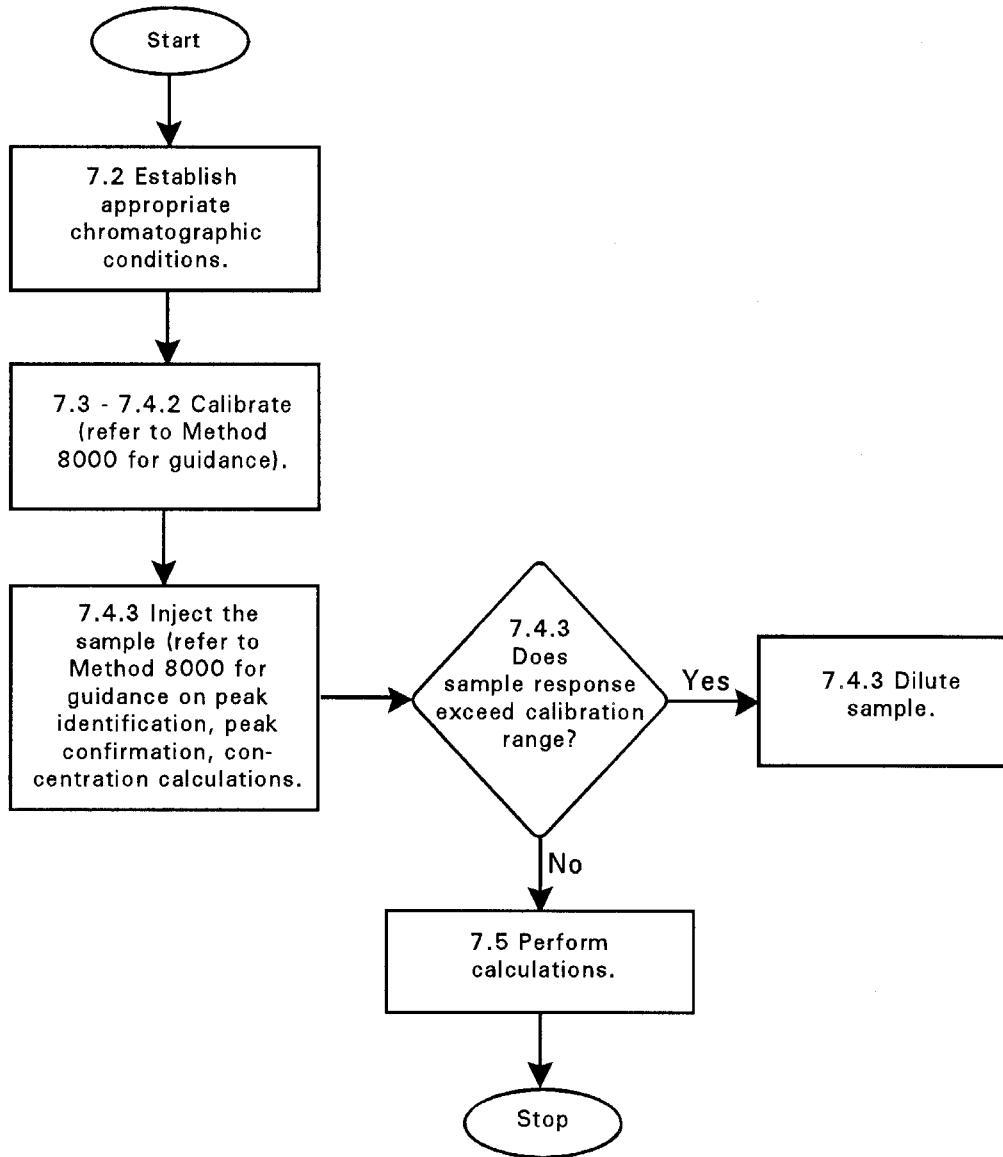 Start
7.2 Establish
appropriate
chromatographic
conditions.
7.3 - 7.4.2 Calibrate
(refer to Method
8000 for guidance).
7.4.3 Inject the
sample (refer to
Method 8000 for
guidance on peak
identification, peak
confirmation, con-
centration calculations.
7.4.3
Does
sample response
exceed calibration
range?
Yes
7.4.3 Dilute
sample.
No
7.5 Perform
calculations.
Stop